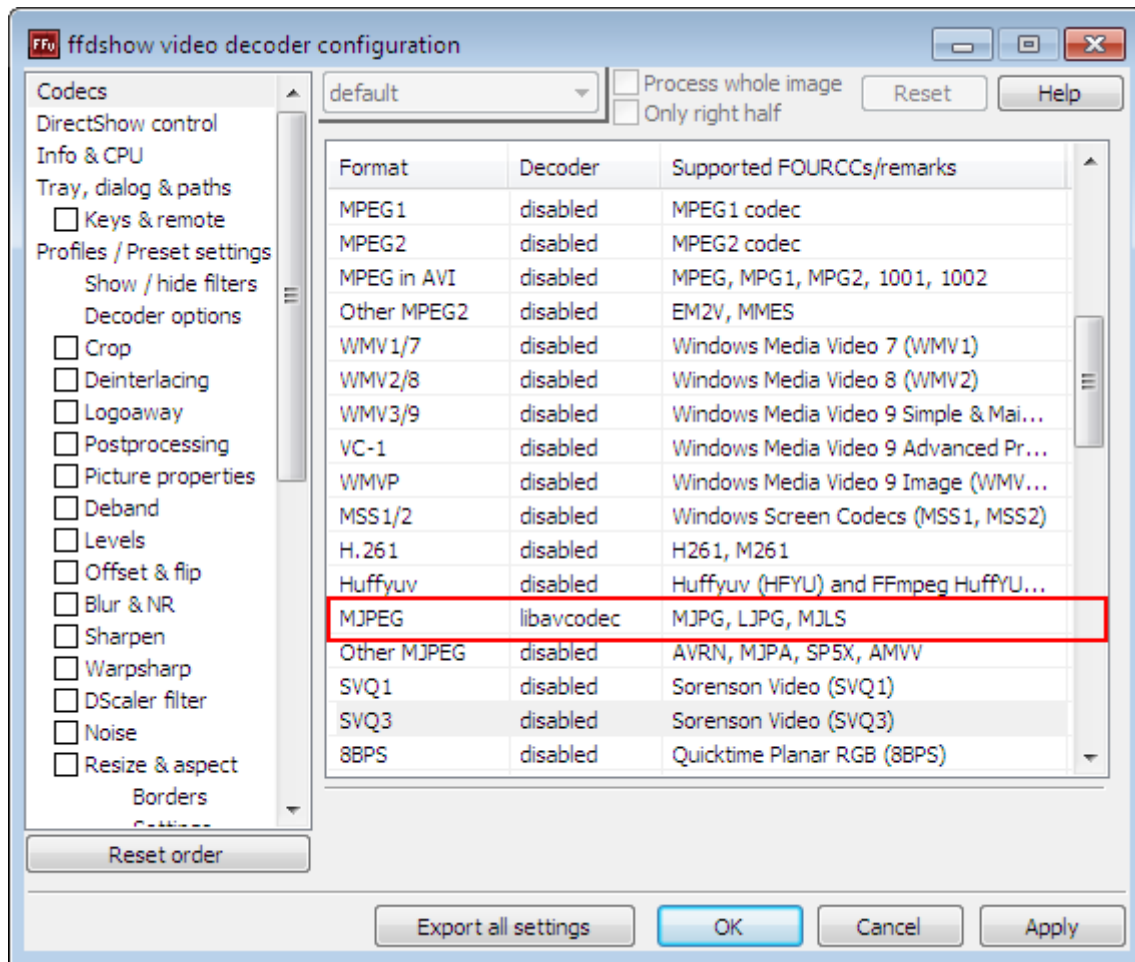 FFv ffdshow video decoder configuration
Codecs
DirectShow control
Info & CPU
Tray, dialog & paths
Keys & remote
Profiles / Preset settings
Show / hide filters
Decoder options
Crop
Deinterlacing
Logoaway
Postprocessing
Picture properties
Deband
Levels
Offset & flip
Blur & NR
Sharpen
Warpsharp
DScaler filter
Noise
Resize & aspect
Borders
Settings
Reset order
default
Process whole image
Only right half
Reset
Help
Format Decoder Supported FOURCCs/remarks
MPEG1 disabled MPEG1 codec
MPEG2 disabled MPEG2 codec
MPEG in AVI disabled MPEG, MPG1, MPG2, 1001, 1002
Other MPEG2 disabled EM2V, MMES
WMV1/7 disabled Windows Media Video 7 (WMV1)
WMV2/8 disabled Windows Media Video 8 (WMV2)
WMV3/9 disabled Windows Media Video 9 Simple & Mai...
VC-1 disabled Windows Media Video 9 Advanced Pr...
WMVP disabled Windows Media Video 9 Image (WMV...
MSS1/2 disabled Windows Screen Codecs (MSS1, MSS2)
H.261 disabled H261, M261
Huffyuv disabled Huffyuv (HFYU) and FFmpeg HuffYU...
MJPEG libavcodec MJPG, LJPG, MJLS
Other MJPEG disabled AVRN, MJPA, SP5X, AMVV
SVQ1 disabled Sorenson Video (SVQ1)
SVQ3 disabled Sorenson Video (SVQ3)
8BPS disabled Quicktime Planar RGB (8BPS)
Export all settings
OK
Cancel
Apply